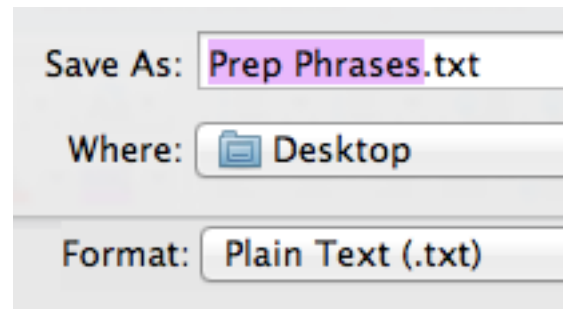 Save As: Prep Phrases.txt
Where: Desktop
Format: Plain Text (.txt)